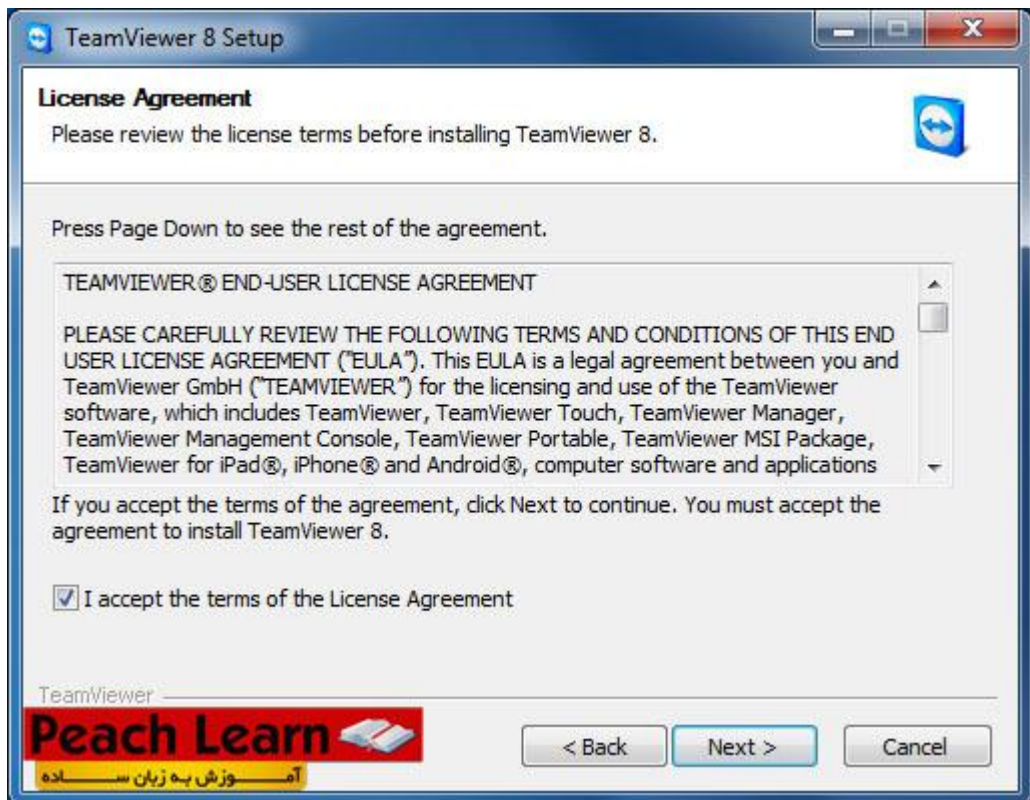 TeamViewer 8 Setup
License Agreement
Please review the license terms before installing TeamViewer 8.
Press Page Down to see the rest of the agreement.
TEAMVIEWER® END-USER LICENSE AGREEMENT
PLEASE CAREFULLY REVIEW THE FOLLOWING TERMS AND CONDITIONS OF THIS END
USER LICENSE AGREEMENT ("EULA"). This EULA is a legal agreement between you and
TeamViewer GmbH ("TEAMVIEWER") for the licensing and use of the TeamViewer
software, which includes TeamViewer, TeamViewer Touch, TeamViewer Manager,
TeamViewer Management Console, TeamViewer Portable, TeamViewer MSI Package,
TeamViewer for iPad®, iPhone® and Android®, computer software and applications
If you accept the terms of the agreement, click Next to continue. You must accept the
agreement to install TeamViewer 8.
I accept the terms of the License Agreement
TeamViewer
Peach Learn
آمـــوزش به زبان ســـاده
< Back Next > Cancel